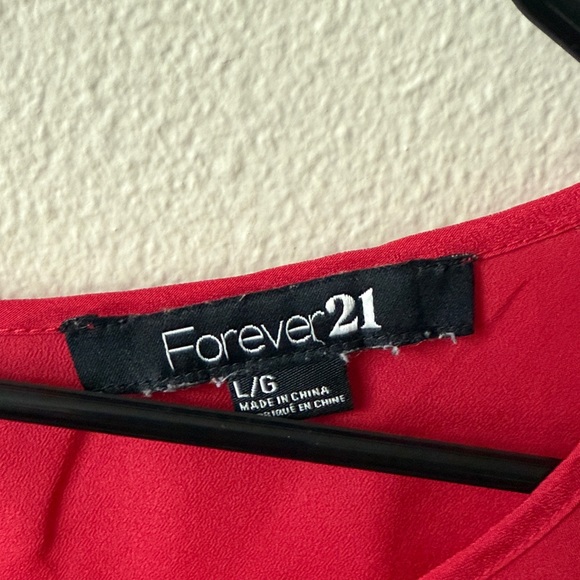 Forever21
L/G
MADE IN CHINA
EN CHINE